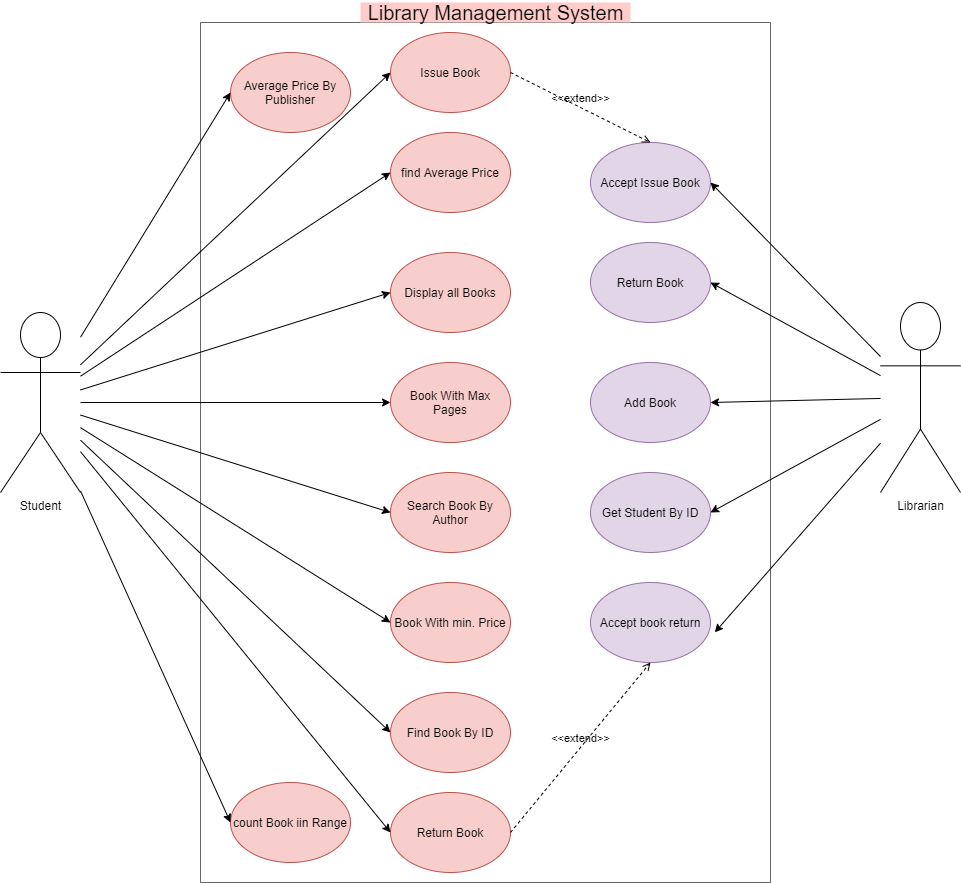 Library Management System
Average Price By
Publisher
Issue Book
<<extend>>
find Average Price
Accept Issue Book
Display all Books
Return Book
Book With Max
Pages
Add Book
Student
Search Book By
Author
Get Student By ID
Librarian
Book With min. Price
Accept book return
Find Book By ID
<<extend>>
count Book iin Range
Return Book